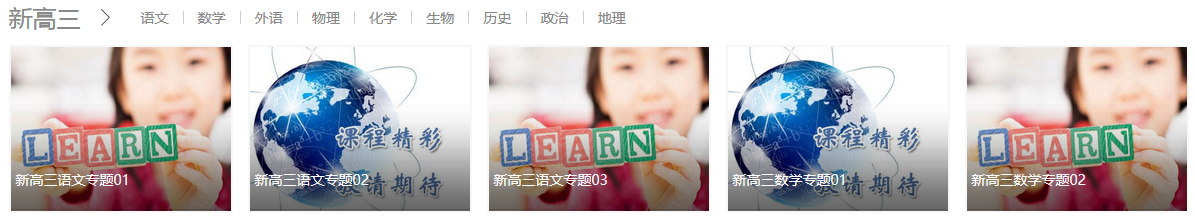 新高三 > 语文 | 数学 | 外语 | 物理 | 化学 | 生物 | 历史 | 政治 | 地理
LEARN
新高三语文专题01
课程精彩
敬请期待
新高三语文专题02
LEARN
新高三语文专题03
课程精彩
敬请期待
新高三数学专题01
LEARN
新高三数学专题02